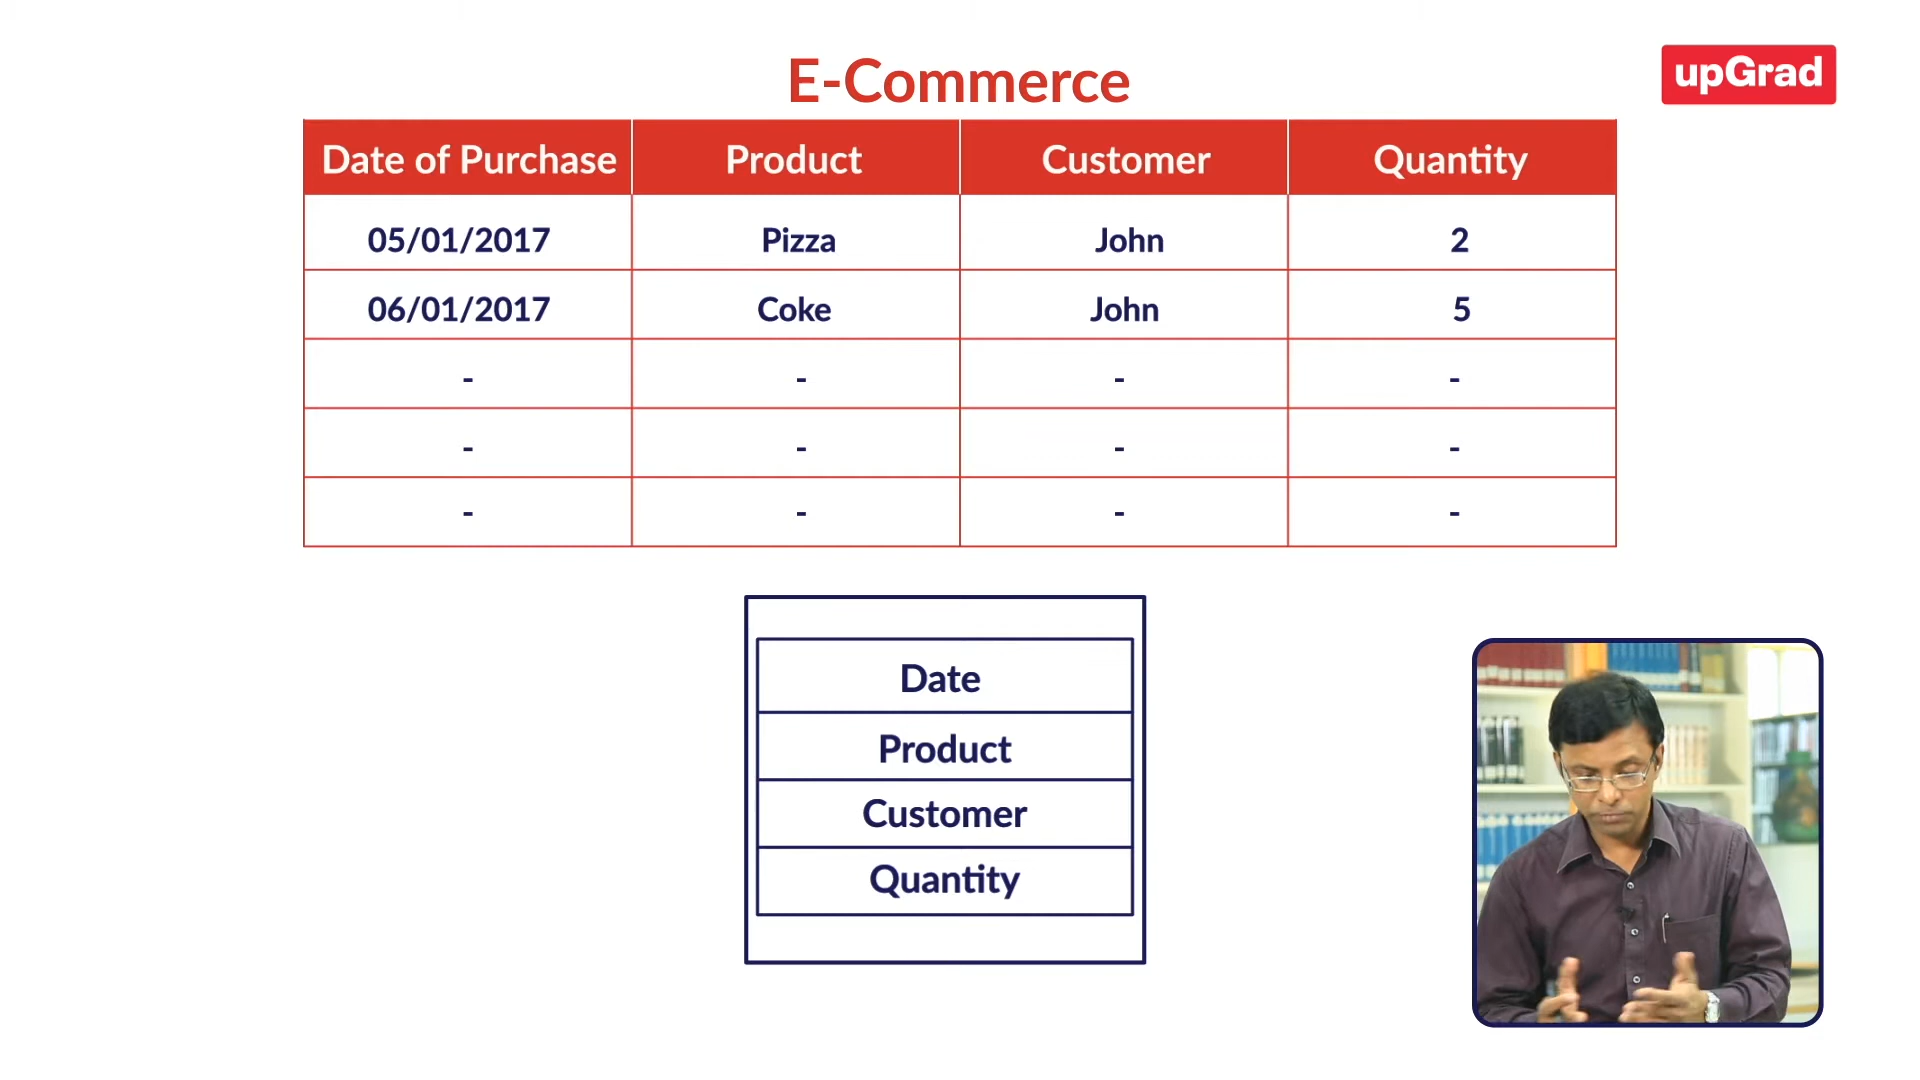 E-Commerce
upGrad
Date of Purchase Product Customer Quantity
05/01/2017 Pizza John 2
06/01/2017 Coke John 5
- - - -
- - - -
- - - -
Date
Product
Customer
Quantity